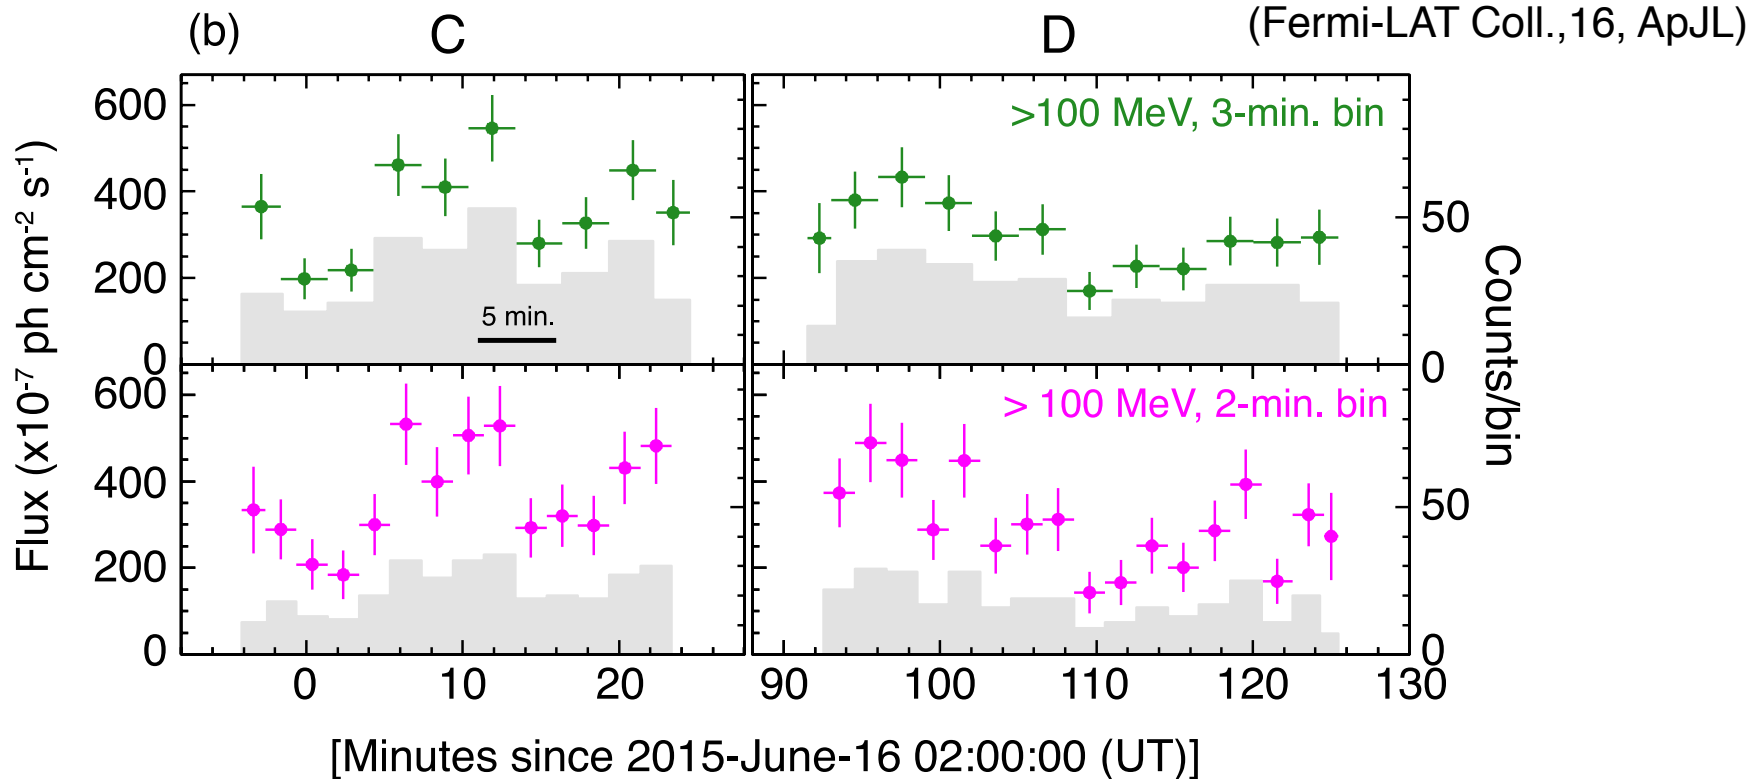 (b) C D (Fermi-LAT Coll.,16, ApJL)
600
400
200
0
>100 MeV, 3-min. bin
5 min.
50
0
600
400
200
0
> 100 MeV, 2-min. bin
50
0
Flux (x10-7 ph cm-2 s-1)
Counts/bin
0 10 20 90 100 110 120 130
[Minutes since 2015-June-16 02:00:00 (UT)]